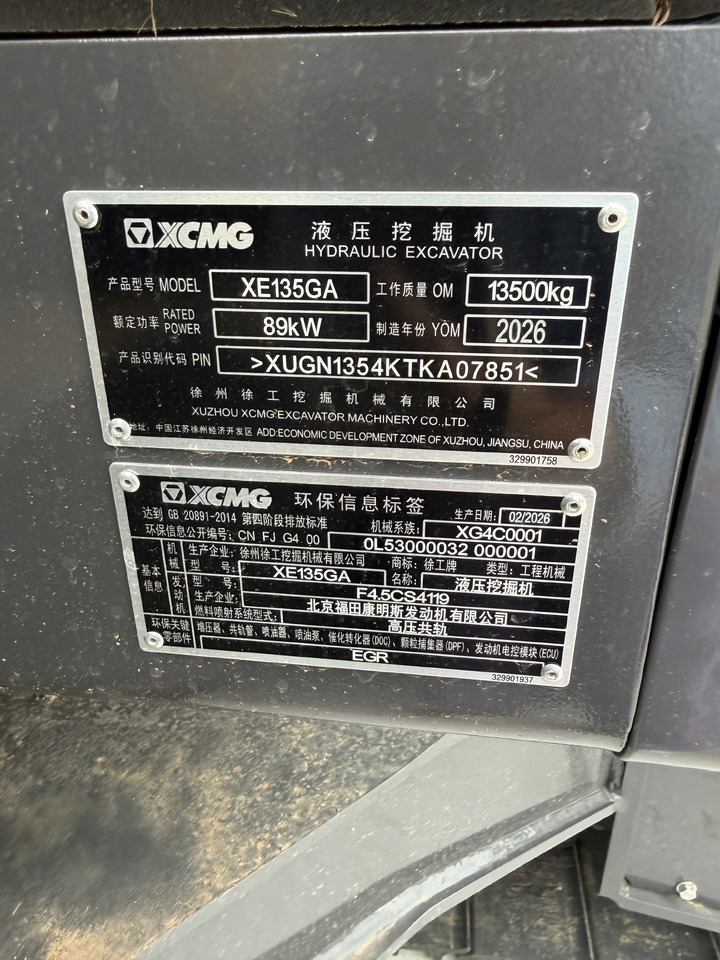 XCMG 液压挖掘机
HYDRAULIC EXCAVATOR
产品型号 MODEL XE135GA 工作质量 OM 13500kg
额定功率 RATED POWER 89kW 制造年份 YOM 2026
产品识别代码 PIN >XUGN1354KTKA07851<
徐州徐工挖掘机械有限公司
XUZHOU XCMG EXCAVATOR MACHINERY CO.,LTD.
地址: 中国江苏徐州经济开发区 ADD:ECONOMIC DEVELOPMENT ZONE OF XUZHOU, JIANGSU, CHINA
329901758
XCMG 环保信息标签 生产日期: 02/2026
达到 GB 20891-2014 第四阶段排放标准 机械系族: XG4C0001
环保信息公开编号: CN FJ G4 00 0L53000032 000001
基本信息
机械 生产企业: 徐州徐工挖掘机械有限公司 商标: 徐工牌 类型: 工程机械
型号: XE135GA 名称: 液压挖掘机
发动机 型号: F4.5CS4119
生产企业: 北京福田康明斯发动机有限公司
燃料喷射系统型式: 高压共轨
环保关键零部件 增压器、共轨管、喷油器、喷油泵、催化转化器(DOC)、颗粒捕集器(DPF)、发动机电控模块(ECU)
EGR
329901937